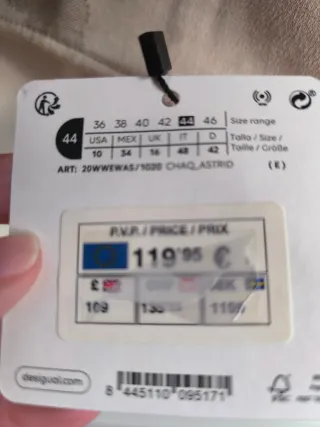 36 38 40 42 44 46 Size range
44
USA MEX UK IT D Talla / Size /
10 34 16 48 42 Taille / Größe
ART: 20WWEWAS/1020 CHAQ_ASTRID (E)
P.V.P. / PRICE / PRIX
119'95 €
£
109
desigual.com
8 445110 095171
FSC